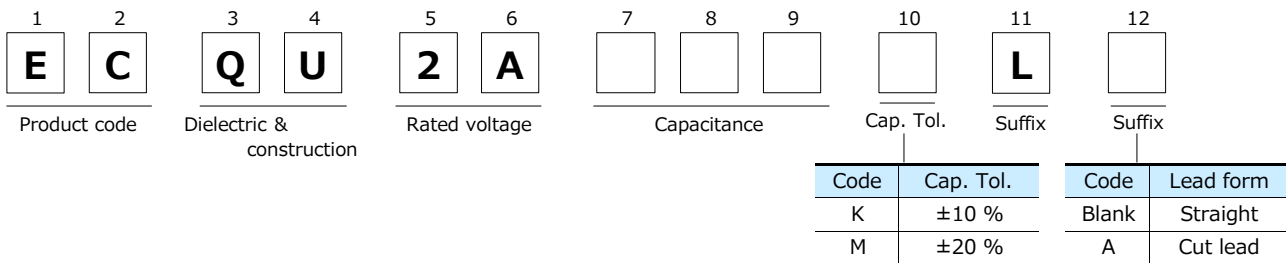 1 2 3 4 5 6 7 8 9 10 11 12
E C Q U 2 A L
Product code Dielectric & construction Rated voltage Capacitance Cap. Tol. Suffix Suffix
Code Cap. Tol. Code Lead form
K ±10 % Blank Straight
M ±20 % A Cut lead